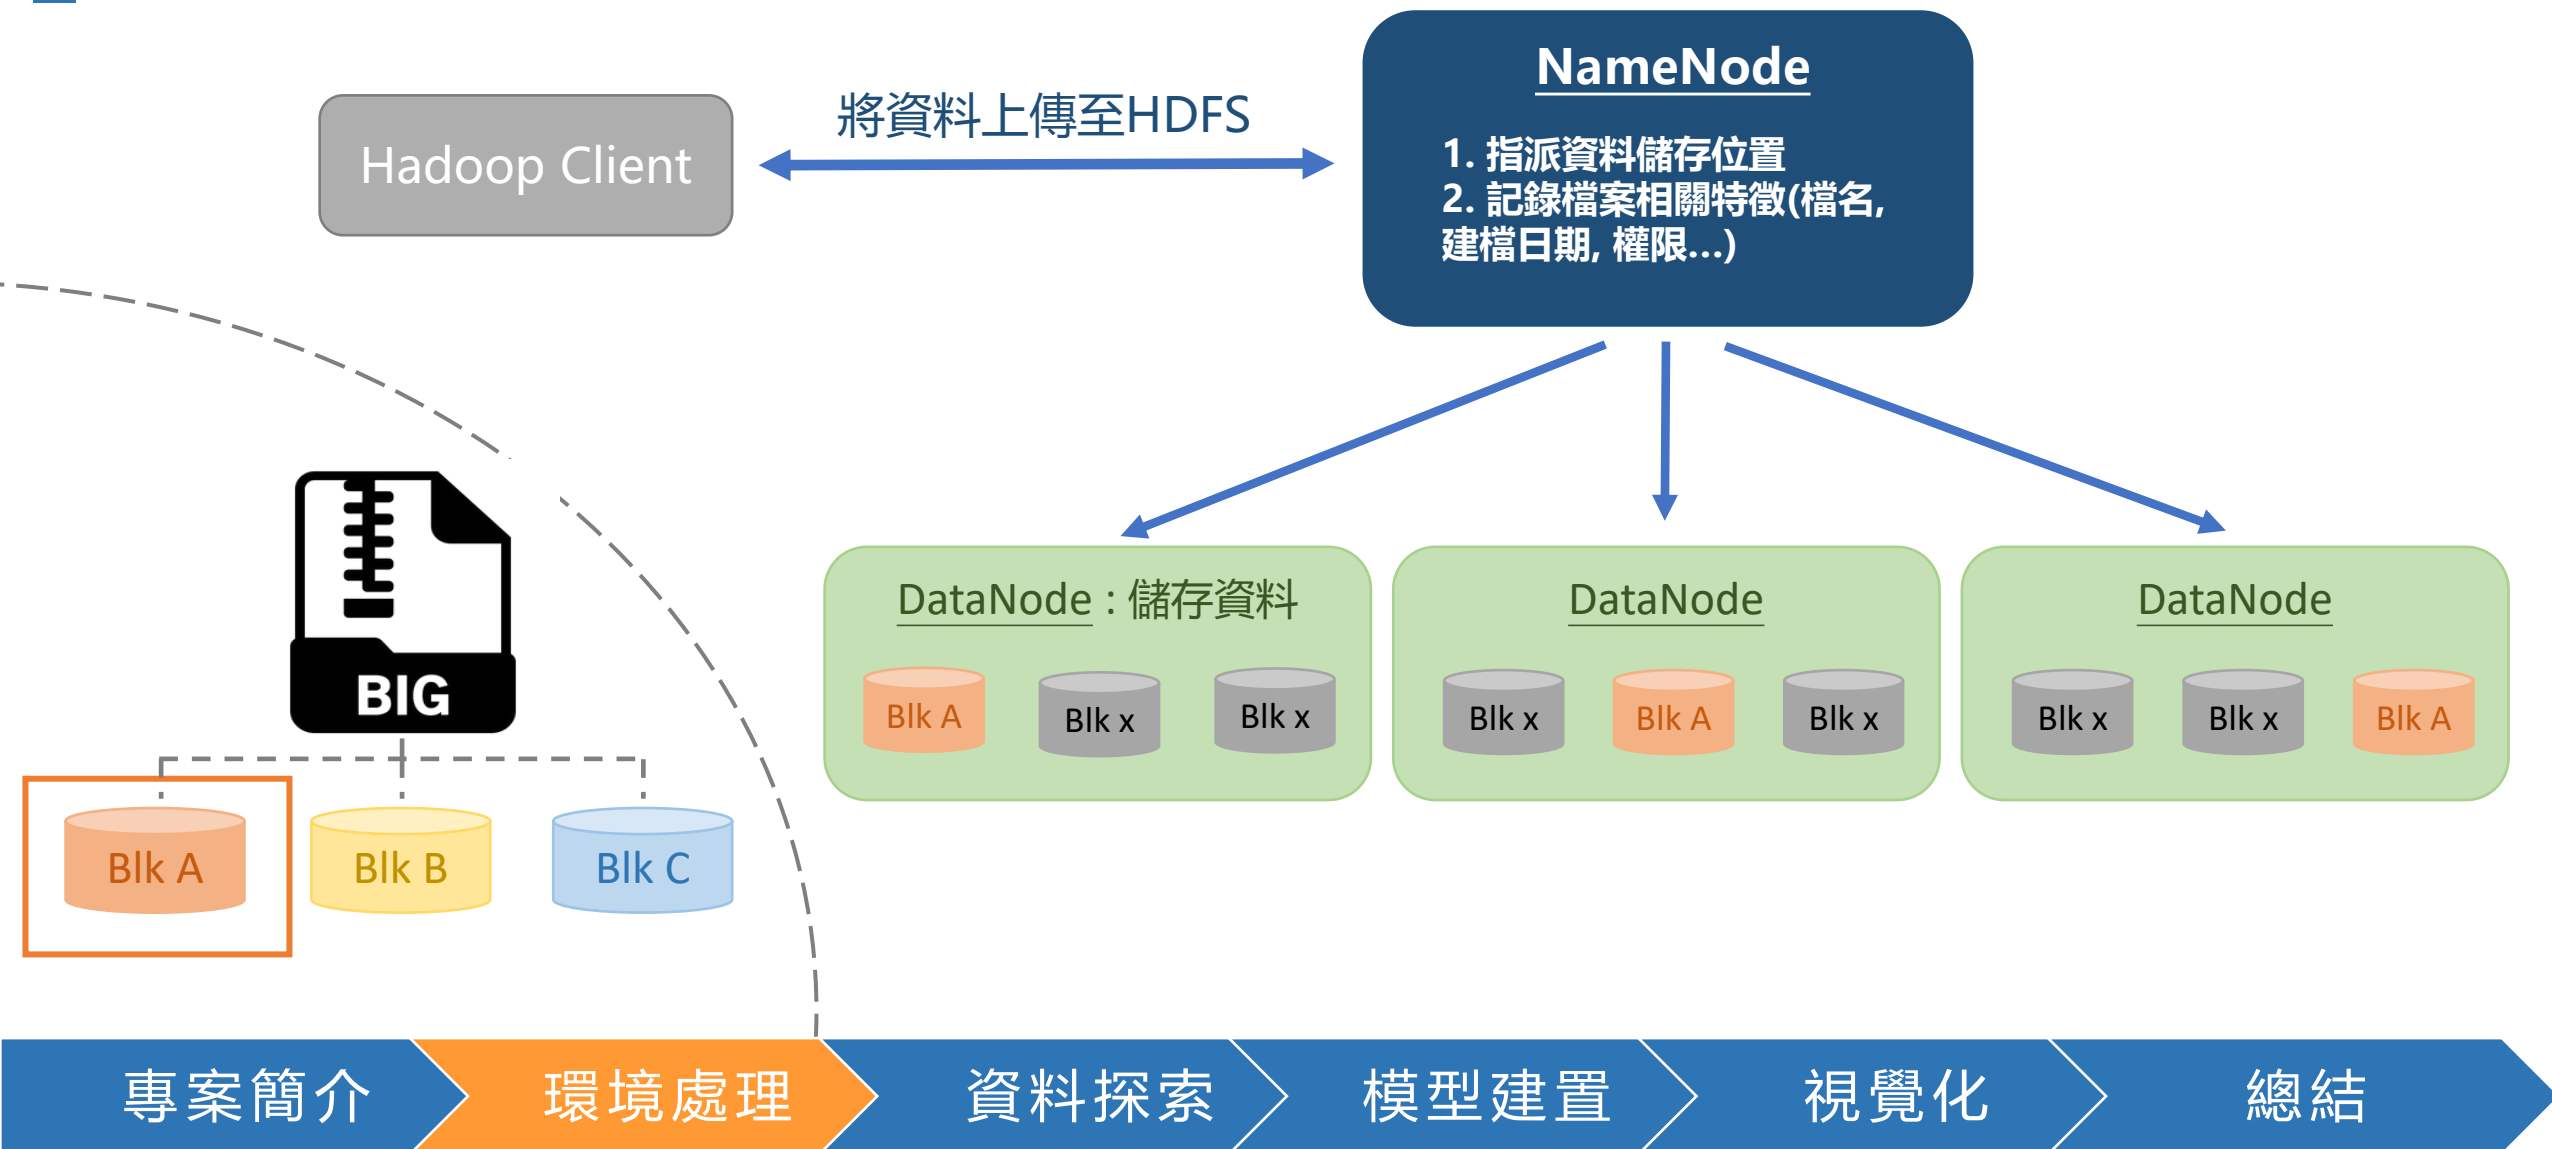 NameNode
將資料上傳至HDFS
Hadoop Client
1. 指派資料儲存位置
2. 記錄檔案相關特徵(檔名,
建檔日期, 權限...)
BIG
Blk A
Blk B
Blk C
DataNode : 儲存資料
Blk A
Blk x
Blk x
DataNode
Blk x
Blk A
Blk x
DataNode
Blk x
Blk x
Blk A
專案簡介
環境處理
資料探索
模型建置
視覺化
總結